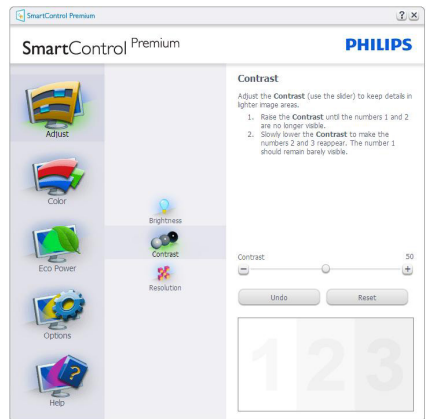 SmartControl Premium
? x
SmartControl Premium
PHILIPS
Adjust
Color
Eco Power
Options
Help
Brightness
Contrast
Resolution
Contrast
Adjust the Contrast (use the slider) to keep details in
lighter image areas.
1. Raise the Contrast until the numbers 1 and 2
are no longer visible.
2. Slowly lower the Contrast to make the
numbers 2 and 3 reappear. The number 1
should remain barely visible.
Contrast 50
- +
Undo Reset
1 2 3